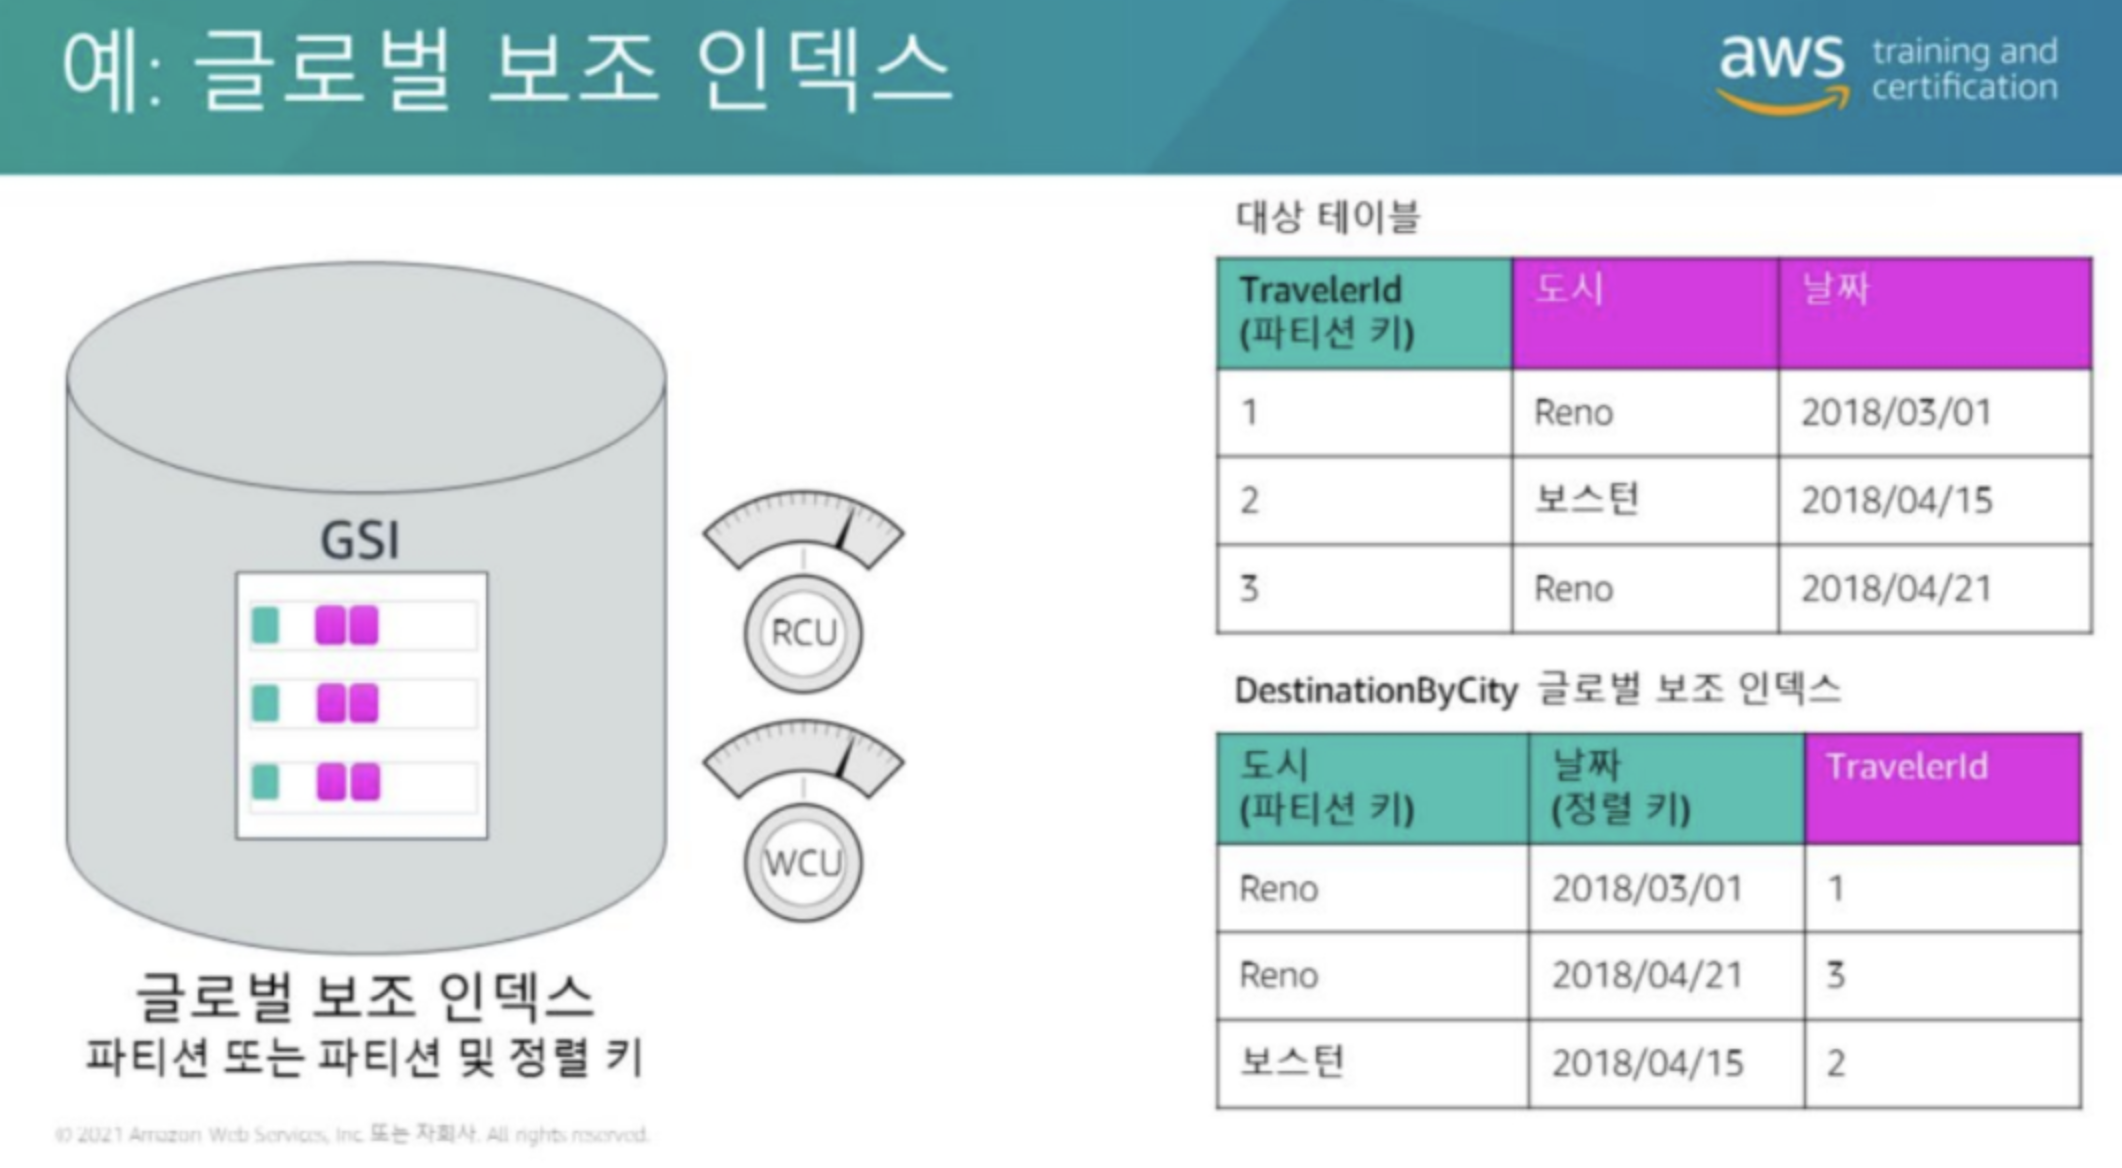 예: 글로벌 보조 인덱스
aws training and
certification
GSI
RCU
WCU
글로벌 보조 인덱스
파티션 또는 파티션 및 정렬 키
대상 테이블
TravelerId
(파티션 키)
도시
날짜
1
Reno
2018/03/01
2
보스턴
2018/04/15
3
Reno
2018/04/21
DestinationByCity 글로벌 보조 인덱스
도시
(파티션 키)
날짜
(정렬 키)
TravelerId
Reno
2018/03/01
1
Reno
2018/04/21
3
보스턴
2018/04/15
2
© 2021 Amazon Web Services, Inc. 또는 자회사. All rights reserved.